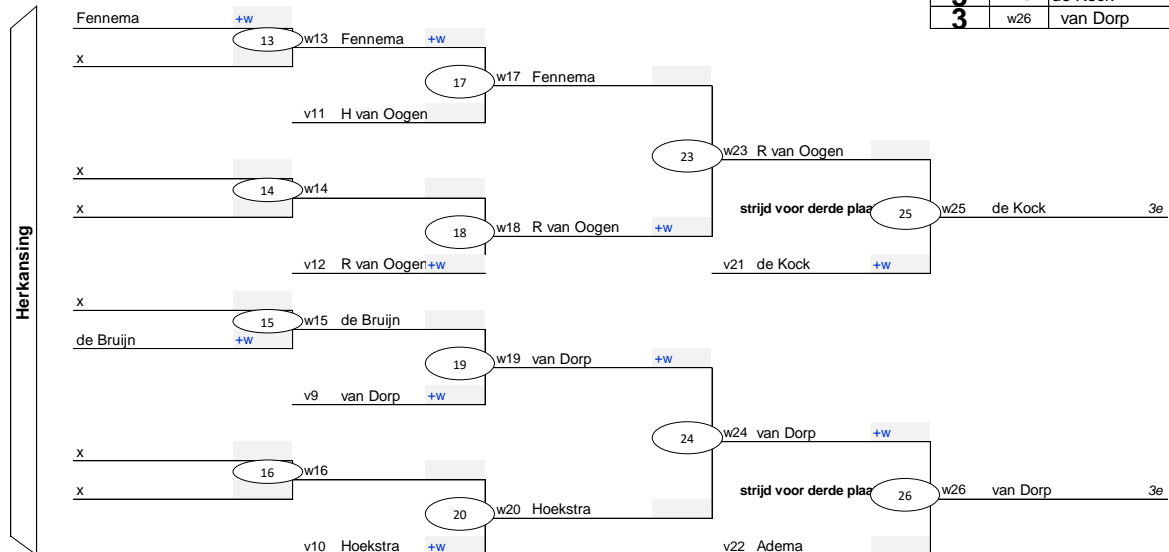 de Kock
3 w26 van Dorp
Fennema +w
13 w13 Fennema +w
x
17 w17 Fennema
v11 H van Oogen
23 w23 R van Oogen
x
14 w14
x
strijd voor derde plaa 25 w25 de Kock 3e
18 w18 R van Oogen +w
v12 R van Oogen +w
v21 de Kock +w
Herkansing
x
15 w15 de Bruijn
de Bruijn +w
19 w19 van Dorp +w
v9 van Dorp +w
24 w24 van Dorp +w
x
16 w16
x
strijd voor derde plaa 26 w26 van Dorp 3e
20 w20 Hoekstra
v10 Hoekstra +w
v22 Adema